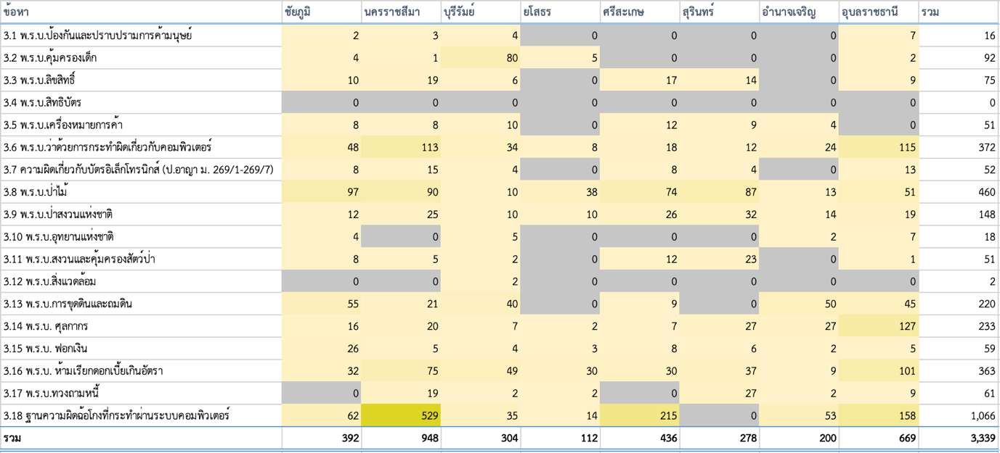 ข้อหา ชัยภูมิ นครราชสีมา บุรีรัมย์ ยโสธร ศรีสะเกษ สุรินทร์ อำนาจเจริญ อุบลราชธานี รวม
3.1 พ.ร.บ.ป้องกันและปราบปรามการค้ามนุษย์ 2 3 4 0 0 0 0 7 16
3.2 พ.ร.บ.คุ้มครองเด็ก 4 1 80 5 0 0 0 2 92
3.3 พ.ร.บ.ลิขสิทธิ์ 10 19 6 0 17 14 0 9 75
3.4 พ.ร.บ.สิทธิบัตร 0 0 0 0 0 0 0 0 0
3.5 พ.ร.บ.เครื่องหมายการค้า 8 8 10 0 12 9 4 0 51
3.6 พ.ร.บ.ว่าด้วยการกระทำผิดเกี่ยวกับคอมพิวเตอร์ 48 113 34 8 18 12 24 115 372
3.7 ความผิดเกี่ยวกับบัตรอิเล็กโทรนิกส์ (ป.อาญา ม. 269/1-269/7) 8 15 4 0 8 4 0 13 52
3.8 พ.ร.บ.ป่าไม้ 97 90 10 38 74 87 13 51 460
3.9 พ.ร.บ.ป่าสงวนแห่งชาติ 12 25 10 10 26 32 14 19 148
3.10 พ.ร.บ.อุทยานแห่งชาติ 4 0 5 0 0 0 2 7 18
3.11 พ.ร.บ.สงวนและคุ้มครองสัตว์ป่า 8 5 2 0 12 23 0 1 51
3.12 พ.ร.บ.สิ่งแวดล้อม 0 0 2 0 0 0 0 0 2
3.13 พ.ร.บ.การขุดดินและถมดิน 55 21 40 0 9 0 50 45 220
3.14 พ.ร.บ. ศุลกากร 16 20 7 2 7 27 27 127 233
3.15 พ.ร.บ. ฟอกเงิน 26 5 4 3 8 6 2 5 59
3.16 พ.ร.บ. ห้ามเรียกดอกเบี้ยเกินอัตรา 32 75 49 30 30 37 9 101 363
3.17 พ.ร.บ.ทวงถามหนี้ 0 19 2 2 0 27 2 9 61
3.18 ฐานความผิดฉ้อโกงที่กระทำผ่านระบบคอมพิวเตอร์ 62 529 35 14 215 0 53 158 1,066
รวม 392 948 304 112 436 278 200 669 3,339